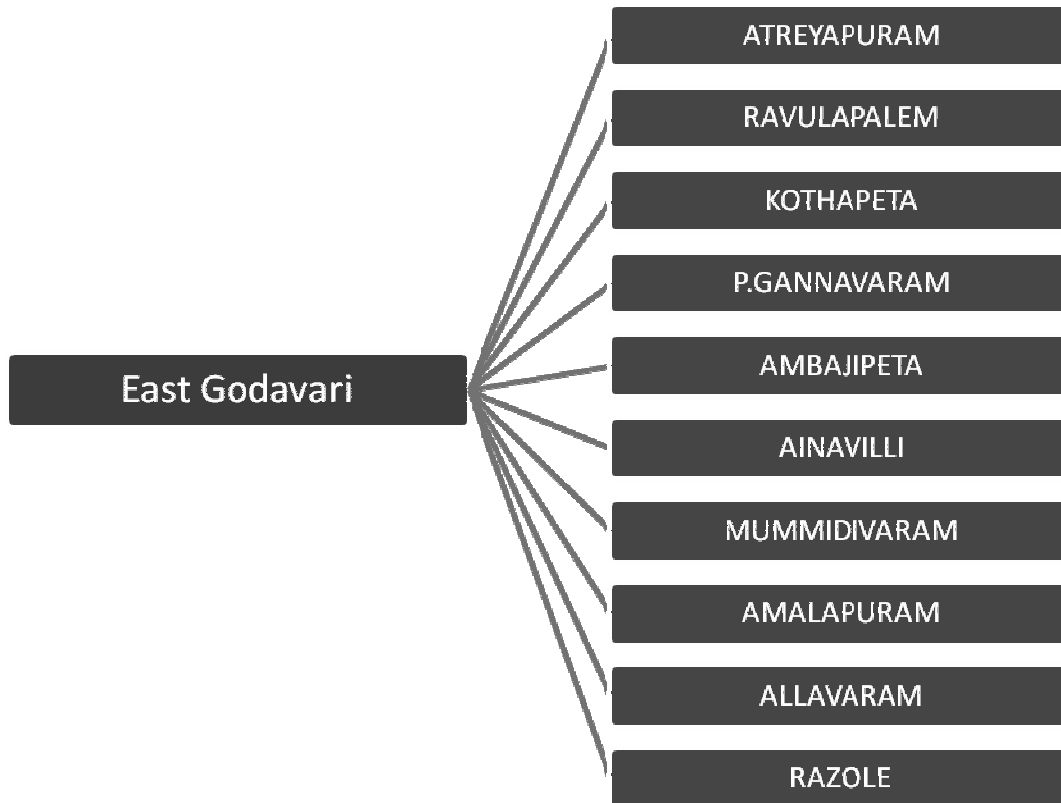 East Godavari
ATREYAPURAM
RAVULAPALEM
KOTHAPETA
P.GANNAVARAM
AMBAJIPETA
AINAVILLI
MUMMIDIVARAM
AMALAPURAM
ALLAVARAM
RAZOLE